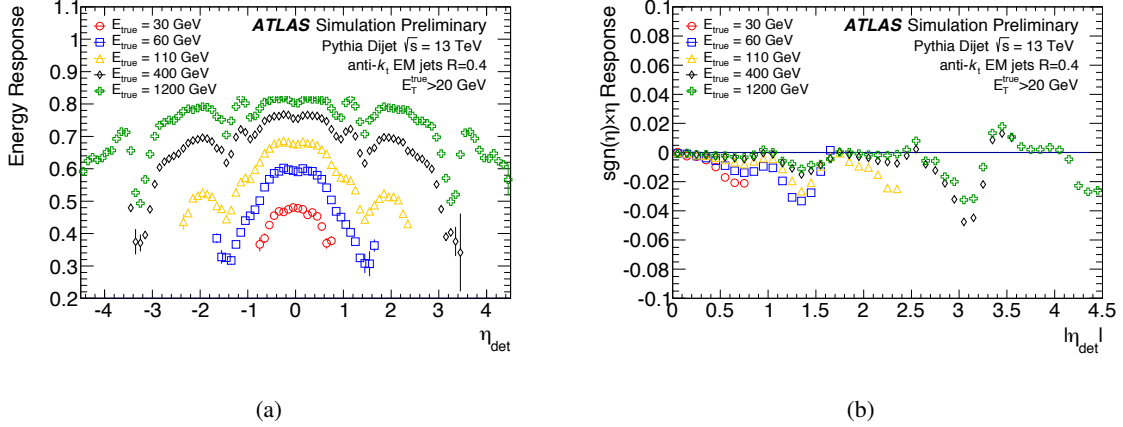 Energy Response
1.1
1
0.9
0.8
0.7
0.6
0.5
0.4
0.3
0.2
E_true = 30 GeV
E_true = 60 GeV
E_true = 110 GeV
E_true = 400 GeV
E_true = 1200 GeV
ATLAS Simulation Preliminary
Pythia Dijet √s = 13 TeV
anti-k_t EM jets R=0.4
E_T^true>20 GeV
-4 -3 -2 -1 0 1 2 3 4
η_det
(a)
sgn(η)×η Response
0.1
0.08
0.06
0.04
0.02
0
-0.02
-0.04
-0.06
-0.08
-0.1
E_true = 30 GeV
E_true = 60 GeV
E_true = 110 GeV
E_true = 400 GeV
E_true = 1200 GeV
ATLAS Simulation Preliminary
Pythia Dijet √s = 13 TeV
anti-k_t EM jets R=0.4
E_T^true>20 GeV
0 0.5 1 1.5 2 2.5 3 3.5 4 4.5
|η_det|
(b)